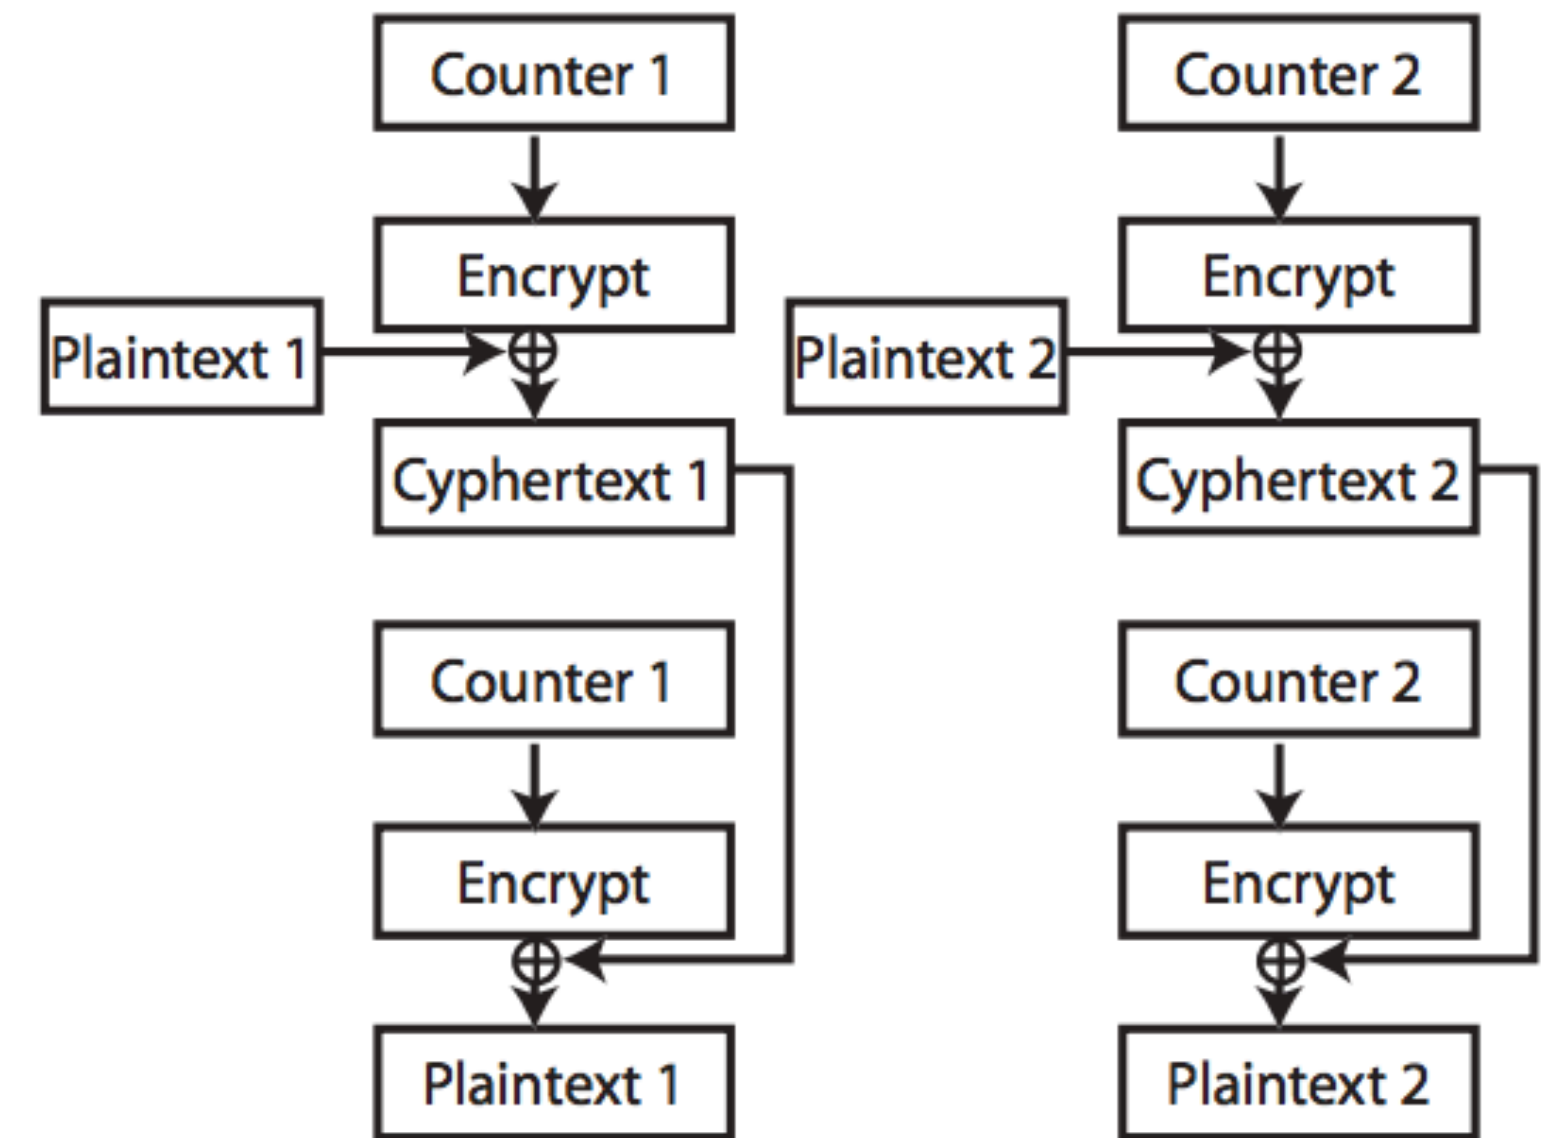 Counter 1
Counter 2
Encrypt
Encrypt
Plaintext 1
Plaintext 2
Cyphertext 1
Cyphertext 2
Counter 1
Counter 2
Encrypt
Encrypt
Plaintext 1
Plaintext 2